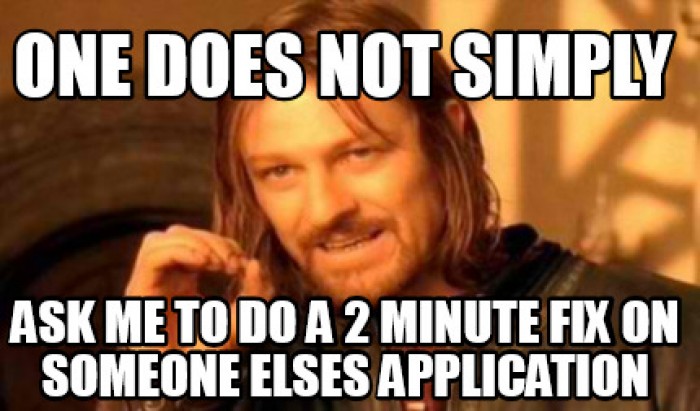 ONE DOES NOT SIMPLY
ASK ME TO DO A 2 MINUTE FIX ON
SOMEONE ELSES APPLICATION